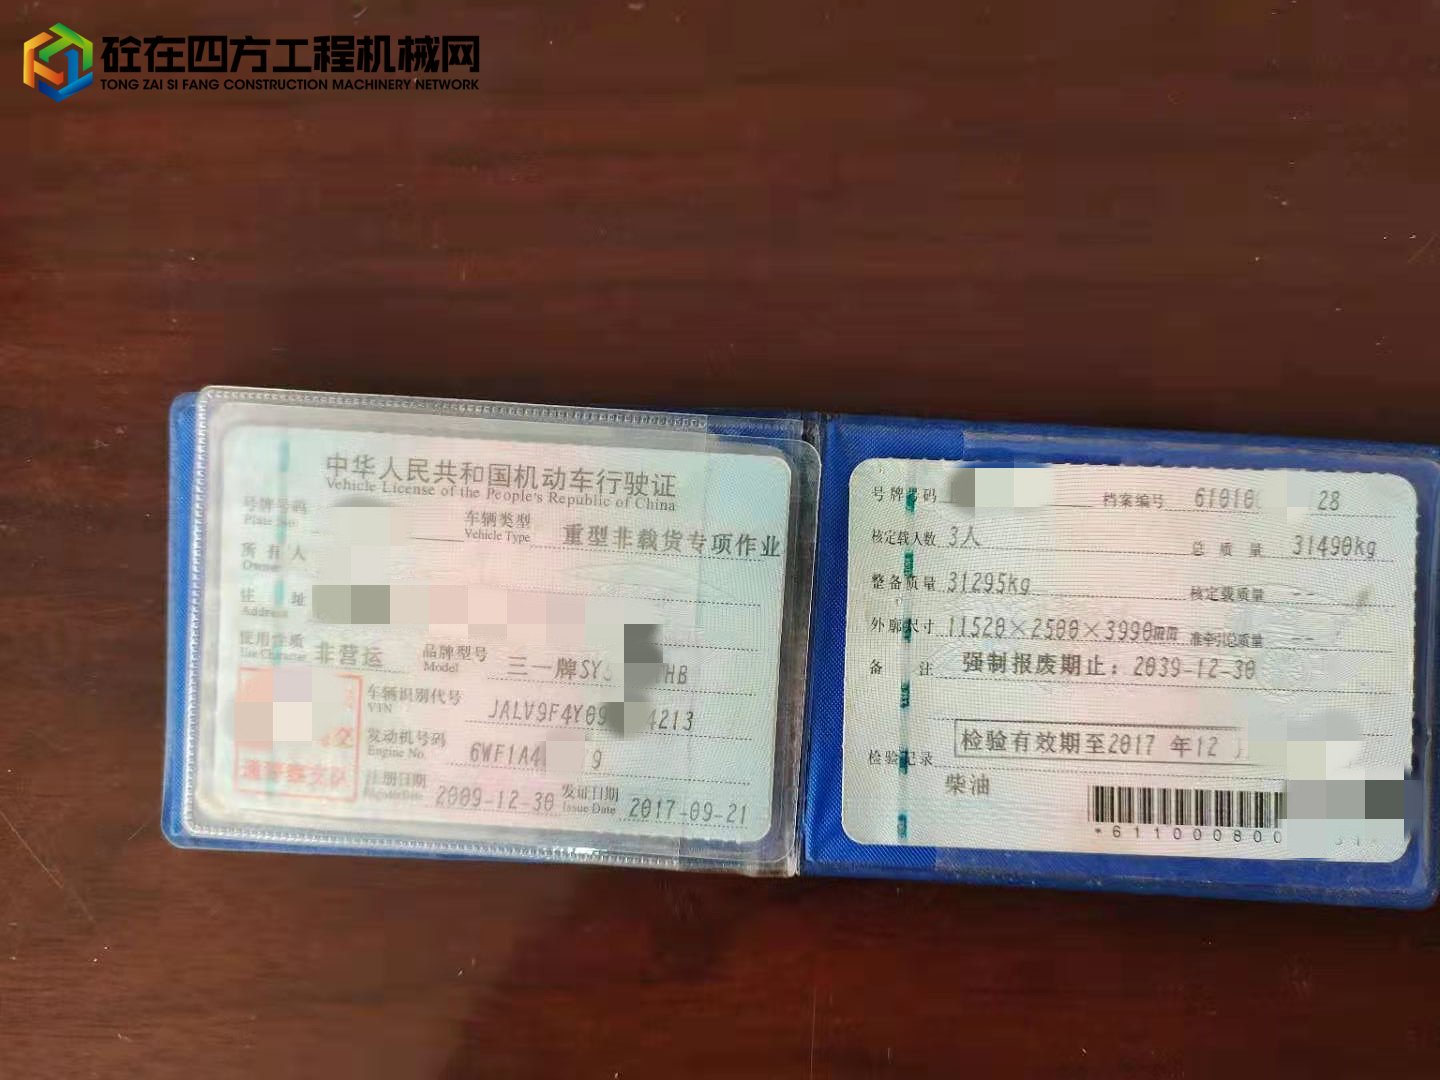 砼在四方工程机械网
TONG ZAI SI FANG CONSTRUCTION MACHINERY NETWORK
中华人民共和国机动车行驶证
Vehicle License of the People's Republic of China
号牌号码
Plate No.
车辆类型 重型非载货专项作业
Vehicle Type
所有人
Owner
住址
Address
使用性质 非营运
Use Character
品牌型号 三一牌SY HB
Model
车辆识别代号 JALV9F4Y09 4213
VIN
发动机号码 6WF1A4 9
Engine No.
注册日期 2009-12-30
发证日期 2017-09-21
Issue Date
号牌号码
档案编号 61010 28
核定载人数 3人
总质量 31490kg
整备质量 31295kg
核定载质量 --
外廓尺寸 11520×2500×3990mm
准牵引总质量 --
备注 强制报废期止：2039-12-30
检验记录 检验有效期至2017 年12
柴油
*611000800